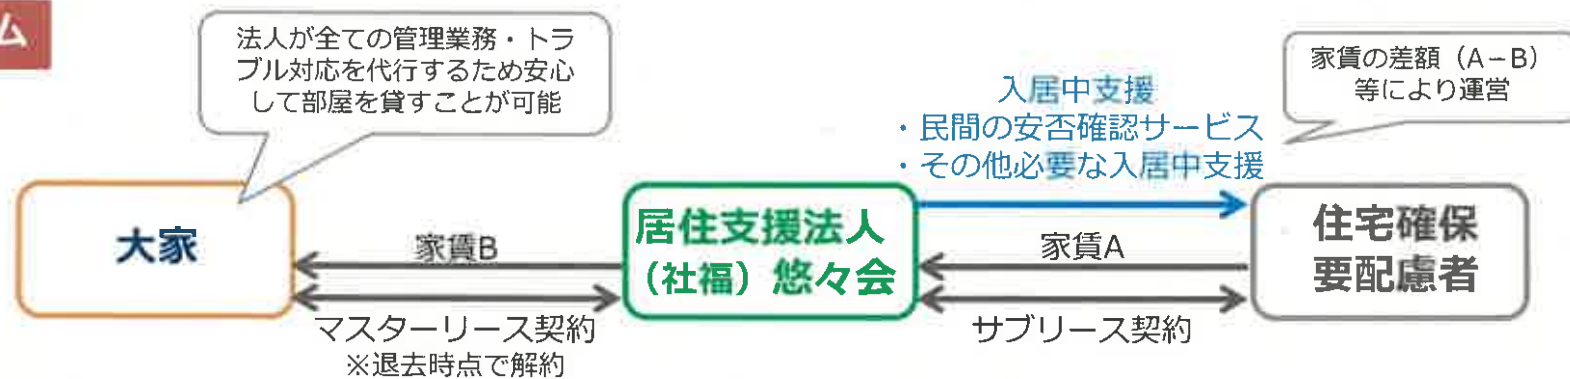 ム
法人が全ての管理業務・トラ
ブル対応を代行するため安心
して部屋を貸すことが可能
家賃の差額（A－B）
等により運営
入居中支援
・民間の安否確認サービス
・その他必要な入居中支援
大家
家賃B
居住支援法人
（社福）悠々会
家賃A
住宅確保
要配慮者
マスターリース契約
※退去時点で解約
サブリース契約